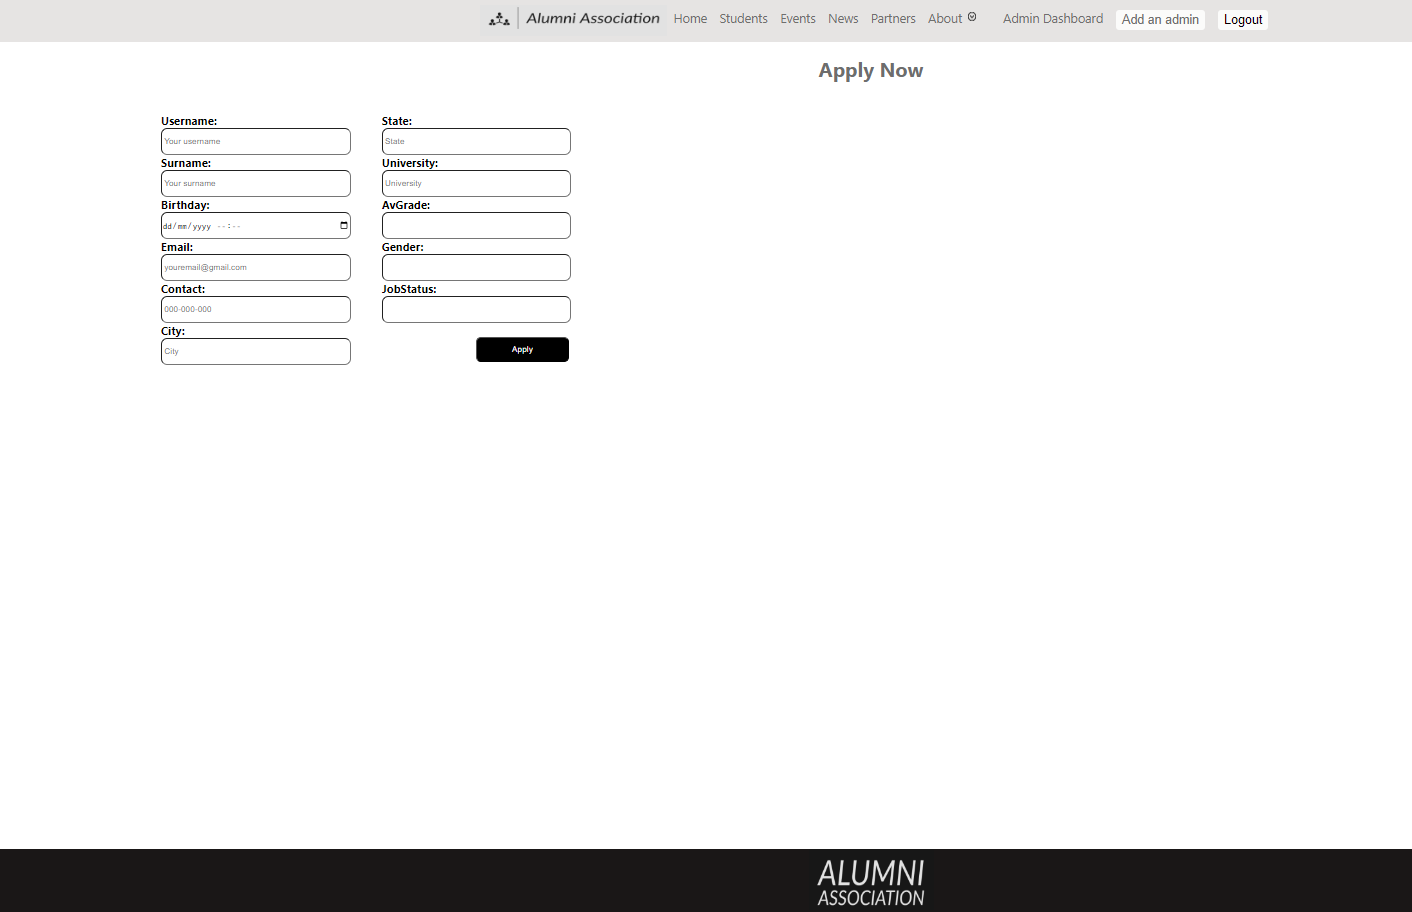 Alumni Association Home Students Events News Partners About Admin Dashboard Add an admin Logout
Apply Now
Username:
Your username
Surname:
Your surname
Birthday:
dd/mm/yyyy --:--
Email:
youremail@gmail.com
Contact:
000-000-000
City:
City
State:
State
University:
University
AvGrade:
Gender:
JobStatus:
Apply
ALUMNI
ASSOCIATION